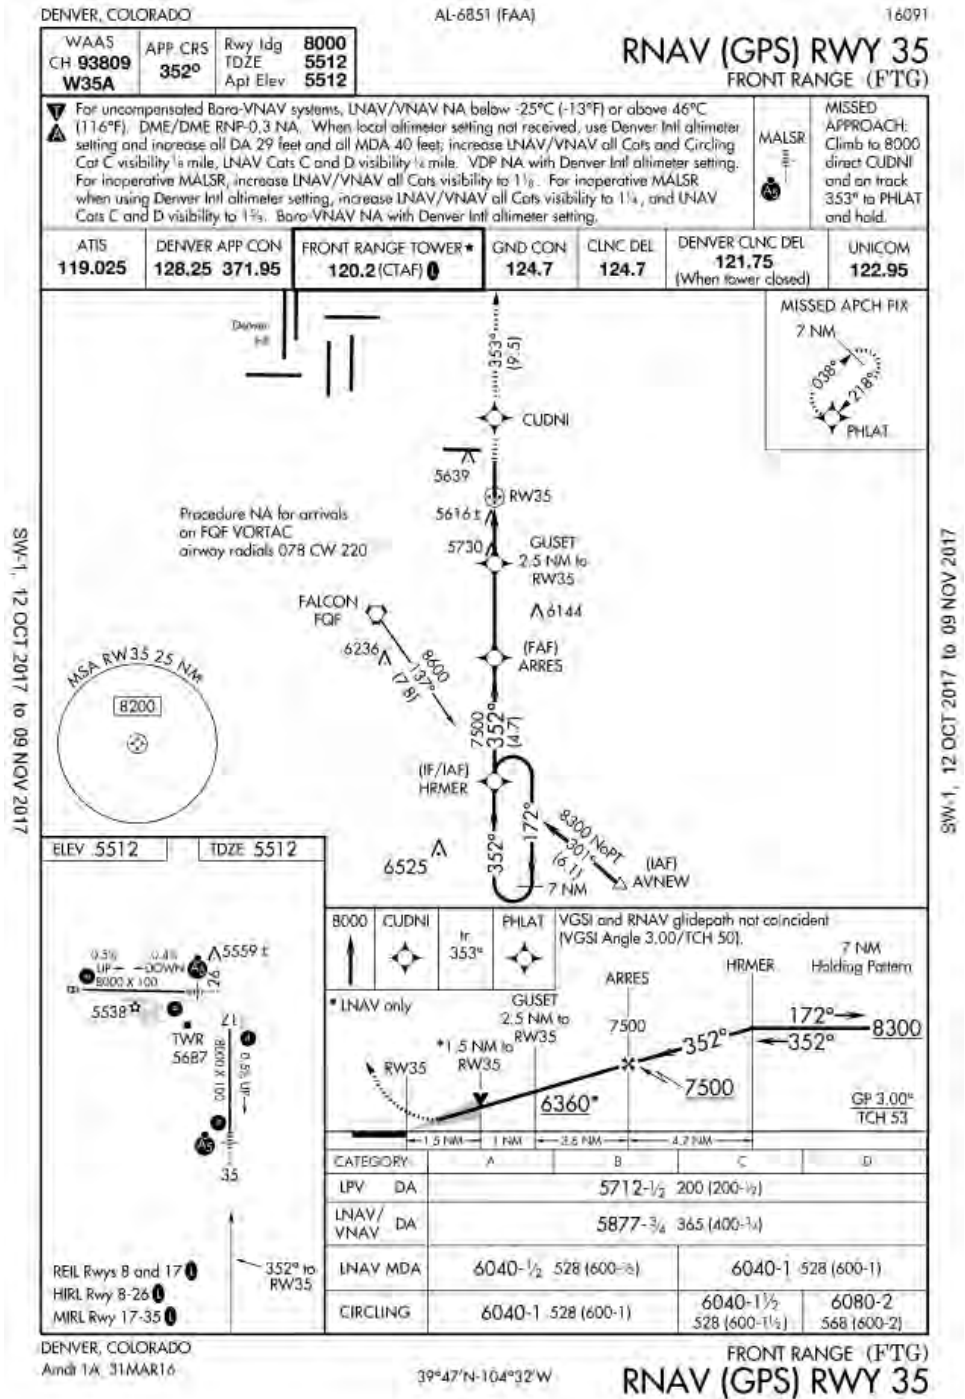 DENVER, COLORADO
AL-6851 (FAA)
16091
WAAS
CH 93809
W35A
APP CRS
352°
Rwy ldg 8000
TDZE 5512
Apt Elev 5512
RNAV (GPS) RWY 35
FRONT RANGE (FTG)
T
A
For uncompensated Baro-VNAV systems, LNAV/VNAV NA below -25°C (-13°F) or above 46°C
(116°F). DME/DME RNP-0.3 NA. When local altimeter setting not received, use Denver Intl altimeter
setting and increase all DA 29 feet and all MDA 40 feet; increase LNAV/VNAV all Cats and Circling
Cat C visibility ⅛ mile, LNAV Cats C and D visibility ¼ mile. VDP NA with Denver Intl altimeter setting.
For inoperative MALSR, increase LNAV/VNAV all Cats visibility to 1⅛. For inoperative MALSR
when using Denver Intl altimeter setting, increase LNAV/VNAV all Cats visibility to 1¼, and LNAV
Cats C and D visibility to 1⅜. Baro-VNAV NA with Denver Intl altimeter setting.
MALSR
A5
MISSED
APPROACH:
Climb to 8000
direct CUDNI
and on track
353° to PHLAT
and hold.
ATIS
119.025
DENVER APP CON
128.25 371.95
FRONT RANGE TOWER★
120.2 (CTAF) L
GND CON
124.7
CLNC DEL
124.7
DENVER CLNC DEL
121.75
(When tower closed)
UNICOM
122.95
Denver
Intl
353°
(9.5)
MISSED APCH FIX
7 NM
038°
218°
PHLAT
CUDNI
5639
RW35
5616±
5730
GUSET
2.5 NM to
RW35
Procedure NA for arrivals
on FQF VORTAC
airway radials 078 CW 220
6144
FALCON
FQF
6236
8600
137°
(7.8)
(FAF)
ARRES
MSA RW35 25 NM
8200
7500
352°
(4.7)
(IF/IAF)
HRMER
352°
172°
8300 NoPT
301°
(6.1)
(IAF)
AVNEW
6525
7 NM
SW-1, 12 OCT 2017 to 09 NOV 2017
SW-1, 12 OCT 2017 to 09 NOV 2017
ELEV 5512
TDZE 5512
0.5%
UP
0.4%
DOWN
8000 X 100
A5
5559±
8
26
5538
TWR
5687
17
8000 X 100
0.5% UP
A5
35
352° to
RW35
REIL Rwys 8 and 17 L
HIRL Rwy 8-26 L
MIRL Rwy 17-35 L
8000
CUDNI
tr
353°
PHLAT
VGSI and RNAV glidepath not coincident
(VGSI Angle 3.00/TCH 50).
7 NM
Holding Pattern
HRMER
ARRES
*LNAV only
GUSET
2.5 NM to
RW35
*1.5 NM to
RW35
RW35
7500
352°
172°
352°
8300
7500
6360*
GP 3.00°
TCH 53
1.5 NM
1 NM
3.6 NM
4.7 NM
CATEGORY A B C D
LPV DA 5712-½ 200 (200-½)
LNAV/
VNAV DA 5877-¾ 365 (400-¾)
LNAV MDA 6040-½ 528 (600-½) 6040-1 528 (600-1)
CIRCLING 6040-1 528 (600-1) 6040-1½ 528 (600-1½) 6080-2 568 (600-2)
DENVER, COLORADO
Amdt 1A 31MAR16
39°47'N-104°32'W
FRONT RANGE (FTG)
RNAV (GPS) RWY 35